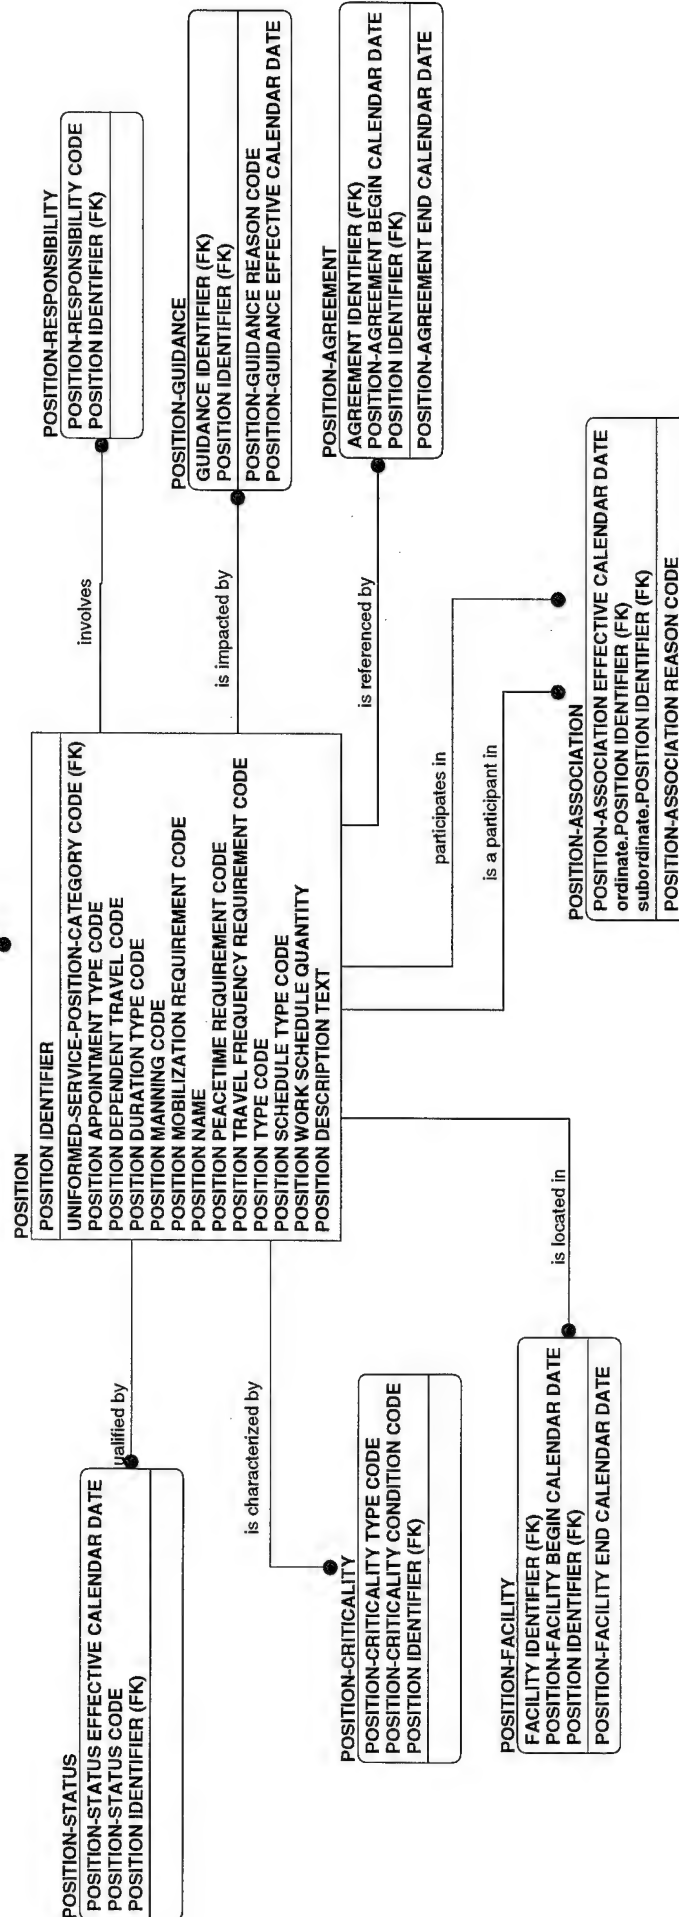 POSITION-STATUS
POSITION-STATUS EFFECTIVE CALENDAR DATE
POSITION-STATUS CODE
POSITION IDENTIFIER (FK)
ualified by
POSITION
POSITION IDENTIFIER
UNIFORMED-SERVICE-POSITION-CATEGORY CODE (FK)
POSITION APPOINTMENT TYPE CODE
POSITION DEPENDENT TRAVEL CODE
POSITION DURATION TYPE CODE
POSITION MANNING CODE
POSITION MOBILIZATION REQUIREMENT CODE
POSITION NAME
POSITION PEACETIME REQUIREMENT CODE
POSITION TRAVEL FREQUENCY REQUIREMENT CODE
POSITION TYPE CODE
POSITION SCHEDULE TYPE CODE
POSITION WORK SCHEDULE QUANTITY
POSITION DESCRIPTION TEXT
involves
POSITION-RESPONSIBILITY
POSITION-RESPONSIBILITY CODE
POSITION IDENTIFIER (FK)
is impacted by
POSITION-GUIDANCE
GUIDANCE IDENTIFIER (FK)
POSITION IDENTIFIER (FK)
POSITION-GUIDANCE REASON CODE
POSITION-GUIDANCE EFFECTIVE CALENDAR DATE
is characterized by
POSITION-CRITICALITY
POSITION-CRITICALITY TYPE CODE
POSITION-CRITICALITY CONDITION CODE
POSITION IDENTIFIER (FK)
is referenced by
POSITION-AGREEMENT
AGREEMENT IDENTIFIER (FK)
POSITION-AGREEMENT BEGIN CALENDAR DATE
POSITION IDENTIFIER (FK)
POSITION-AGREEMENT END CALENDAR DATE
participates in
is a participant in
is located in
POSITION-FACILITY
FACILITY IDENTIFIER (FK)
POSITION-FACILITY BEGIN CALENDAR DATE
POSITION IDENTIFIER (FK)
POSITION-FACILITY END CALENDAR DATE
POSITION-ASSOCIATION
POSITION-ASSOCIATION EFFECTIVE CALENDAR DATE
ordinate.POSITION IDENTIFIER (FK)
subordinate.POSITION IDENTIFIER (FK)
POSITION-ASSOCIATION REASON CODE